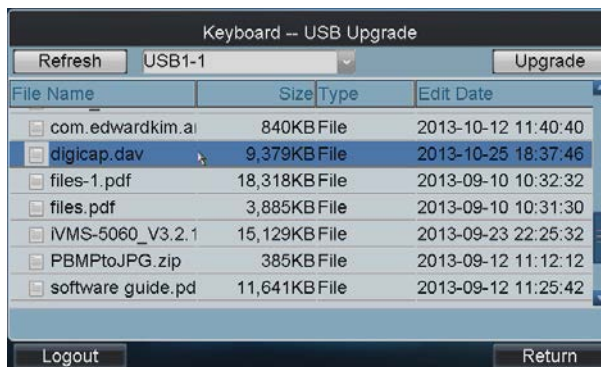 Keyboard -- USB Upgrade
Refresh USB1-1 Upgrade
File Name Size Type Edit Date
com.edwardkim.a 840KB File 2013-10-12 11:40:40
digicap.dav 9,379KB File 2013-10-25 18:37:46
files-1.pdf 18,318KB File 2013-09-10 10:32:32
files.pdf 3,885KB File 2013-09-10 10:31:30
iVMS-5060_V3.2.1 15,129KB File 2013-09-23 22:25:32
PBMPtoJPG.zip 385KB File 2013-09-12 11:12:12
software guide.pd 11,641KB File 2013-09-12 11:25:42
Logout Return